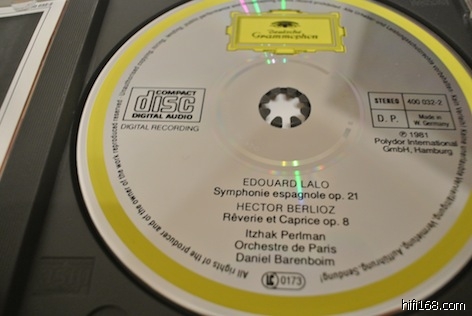 Deutsche
Grammophon
COMPACT
disc
DIGITAL AUDIO
DIGITAL RECORDING
STEREO 400 032-2
D. P. Made in W. Germany
℗ 1981
Polydor International
GmbH, Hamburg
EDOUARD LALO
Symphonie espagnole op. 21
HECTOR BERLIOZ
Rêverie et Caprice op. 8
Itzhak Perlman
Orchestre de Paris
Daniel Barenboim
LC 0173
All rights of the producer and of the owner of the work reproduced reserved.
hifi168.com